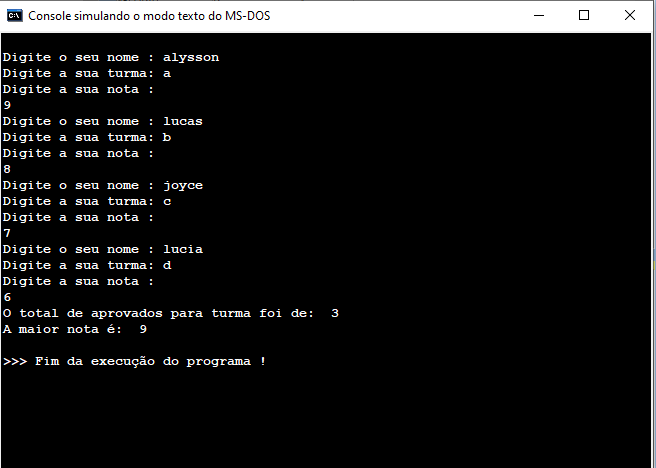 Console simulando o modo texto do MS-DOS
Digite o seu nome : alysson
Digite a sua turma: a
Digite a sua nota :
9
Digite o seu nome : lucas
Digite a sua turma: b
Digite a sua nota :
8
Digite o seu nome : joyce
Digite a sua turma: c
Digite a sua nota :
7
Digite o seu nome : lucia
Digite a sua turma: d
Digite a sua nota :
6
O total de aprovados para turma foi de:  3
A maior nota é:  9
>>> Fim da execução do programa !